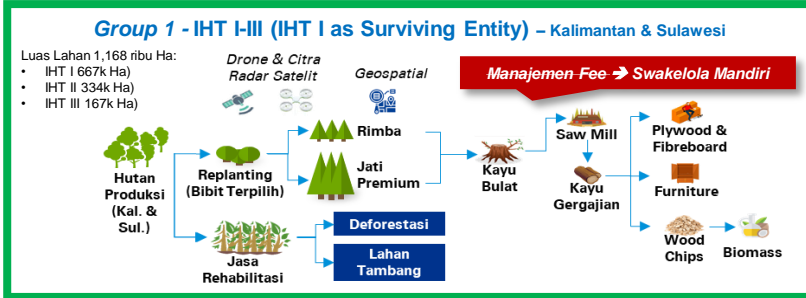 Group 1 - IHT I-III (IHT I as Surviving Entity) – Kalimantan & Sulawesi
Luas Lahan 1,168 ribu Ha:
• IHT I 667k Ha)
• IHT II 334k Ha)
• IHT III 167k Ha)
Drone & Citra
Radar Satelit
Geospatial
Manajemen Fee ➔ Swakelola Mandiri
Hutan
Produksi
(Kal. &
Sul.)
Replanting
(Bibit Terpilih)
Rimba
Jati
Premium
Jasa
Rehabilitasi
Deforestasi
Lahan
Tambang
Kayu
Bulat
Saw Mill
Kayu
Gergajian
Plywood &
Fibreboard
Furniture
Wood
Chips
Biomass